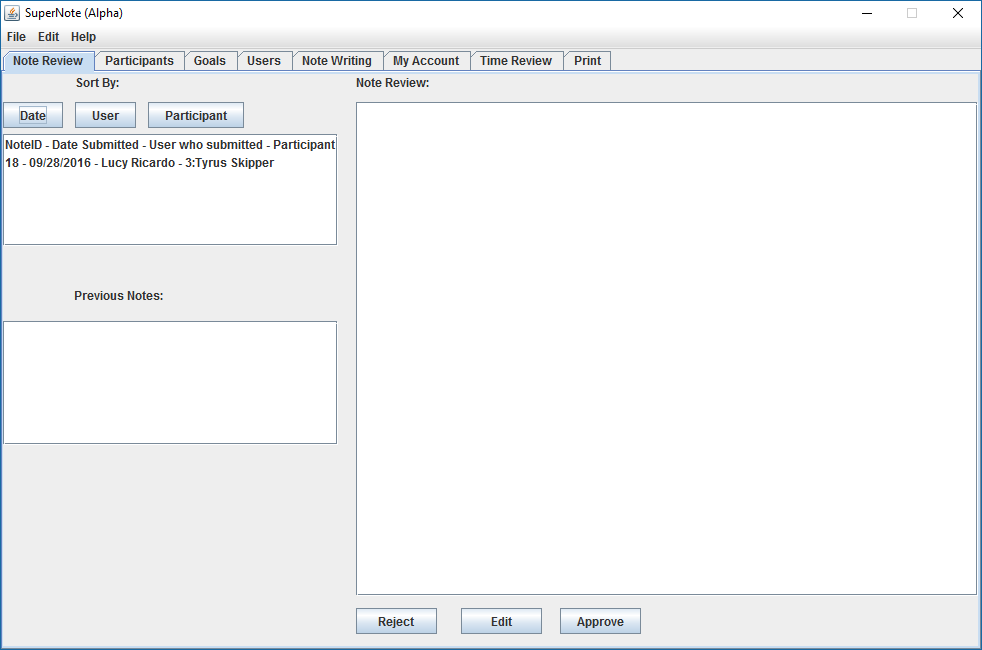 SuperNote (Alpha)
File Edit Help
Note Review Participants Goals Users Note Writing My Account Time Review Print
Sort By:
Date User Participant
NoteID - Date Submitted - User who submitted - Participant
18 - 09/28/2016 - Lucy Ricardo - 3:Tyrus Skipper
Previous Notes:
Note Review:
Reject Edit Approve